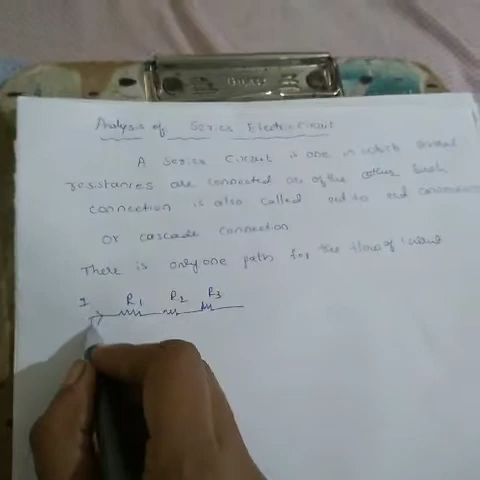 Analysis of Series Electric Circuit
A Series Circuit is one in which several
resistances are connected one of the other Such
connection is also called end to end connection
or cascade connection
There is only one path for the flow of current
I R1 R2 R3